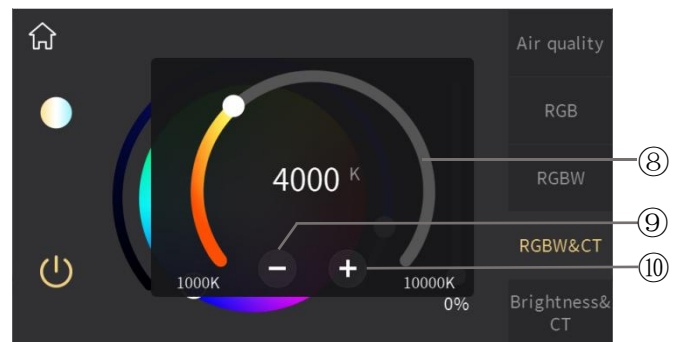 Air quality
RGB
⑧
4000 K
RGBW
⑨
RGBW&CT
⑩
1000K
10000K
0%
Brightness&
CT